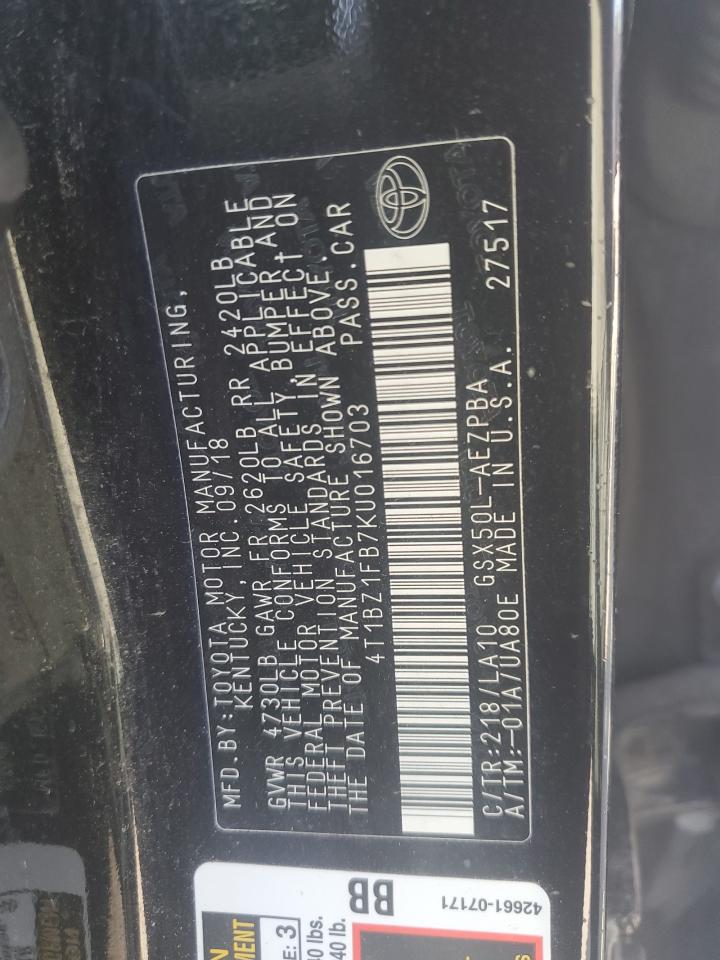 MFD.BY:TOYOTA MOTOR MANUFACTURING,
KENTUCKY, INC. 09/18
GVWR 4730LB GAWR FR 2620LB RR 2420LB
THIS VEHICLE CONFORMS TO ALL APPLICABLE
FEDERAL MOTOR VEHICLE SAFETY, BUMPER, AND
THEFT PREVENTION STANDARDS IN EFFECT ON
THE DATE OF MANUFACTURE SHOWN ABOVE.
4T1BZ1FB7KU016703 PASS.CAR
C/TR:218/LA10 GSX50L-AEZPBA
A/TM:-01A/UA80E MADE IN U.S.A. 27517
BB
42661-07171
E: 3
40 lb.